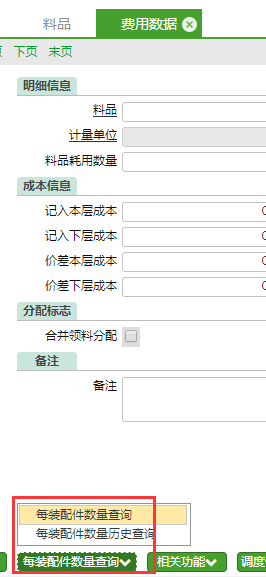 料品 费用数据
下页 末页
明细信息
料品
计量单位
料品耗用数量
成本信息
记入本层成本
记入下层成本
价差本层成本
价差下层成本
分配标志
合并领料分配
备注
备注
每装配件数量查询
每装配件数量历史查询
每装配件数量查询 相关功能 调度